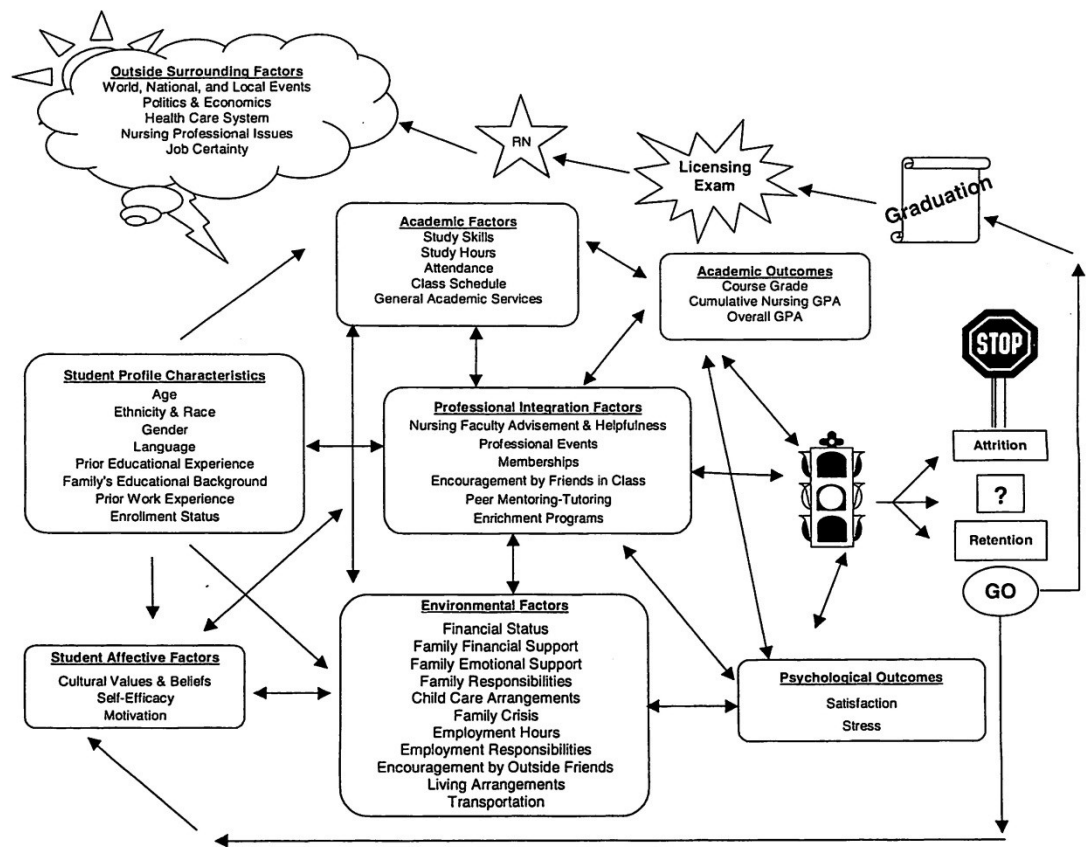 Outside Surrounding Factors
World, National, and Local Events
Politics & Economics
Health Care System
Nursing Professional Issues
Job Certainty
RN
Licensing
Exam
Graduation
Academic Factors
Study Skills
Study Hours
Attendance
Class Schedule
General Academic Services
Academic Outcomes
Course Grade
Cumulative Nursing GPA
Overall GPA
STOP
Student Profile Characteristics
Age
Ethnicity & Race
Gender
Language
Prior Educational Experience
Family's Educational Background
Prior Work Experience
Enrollment Status
Professional Integration Factors
Nursing Faculty Advisement & Helpfulness
Professional Events
Memberships
Encouragement by Friends in Class
Peer Mentoring-Tutoring
Enrichment Programs
Attrition
?
Retention
GO
Student Affective Factors
Cultural Values & Beliefs
Self-Efficacy
Motivation
Environmental Factors
Financial Status
Family Financial Support
Family Emotional Support
Family Responsibilities
Child Care Arrangements
Family Crisis
Employment Hours
Employment Responsibilities
Encouragement by Outside Friends
Living Arrangements
Transportation
Psychological Outcomes
Satisfaction
Stress